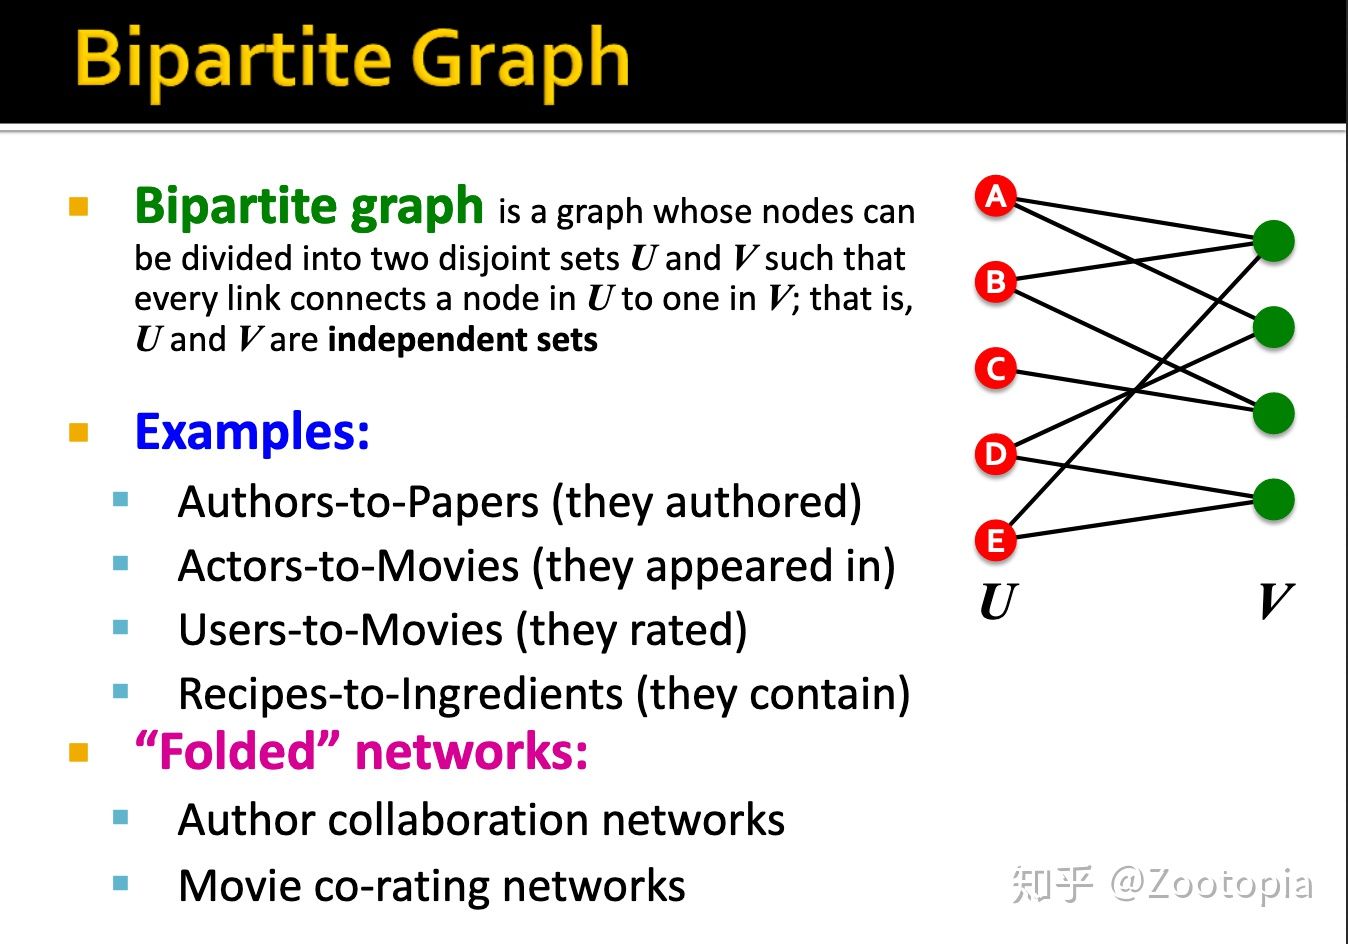 Bipartite Graph
Bipartite graph is a graph whose nodes can
be divided into two disjoint sets U and V such that
every link connects a node in U to one in V; that is,
U and V are independent sets
Examples:
Authors-to-Papers (they authored)
Actors-to-Movies (they appeared in)
Users-to-Movies (they rated)
Recipes-to-Ingredients (they contain)
“Folded” networks:
Author collaboration networks
Movie co-rating networks
A
B
C
D
E
U V
知乎 @Zootopia